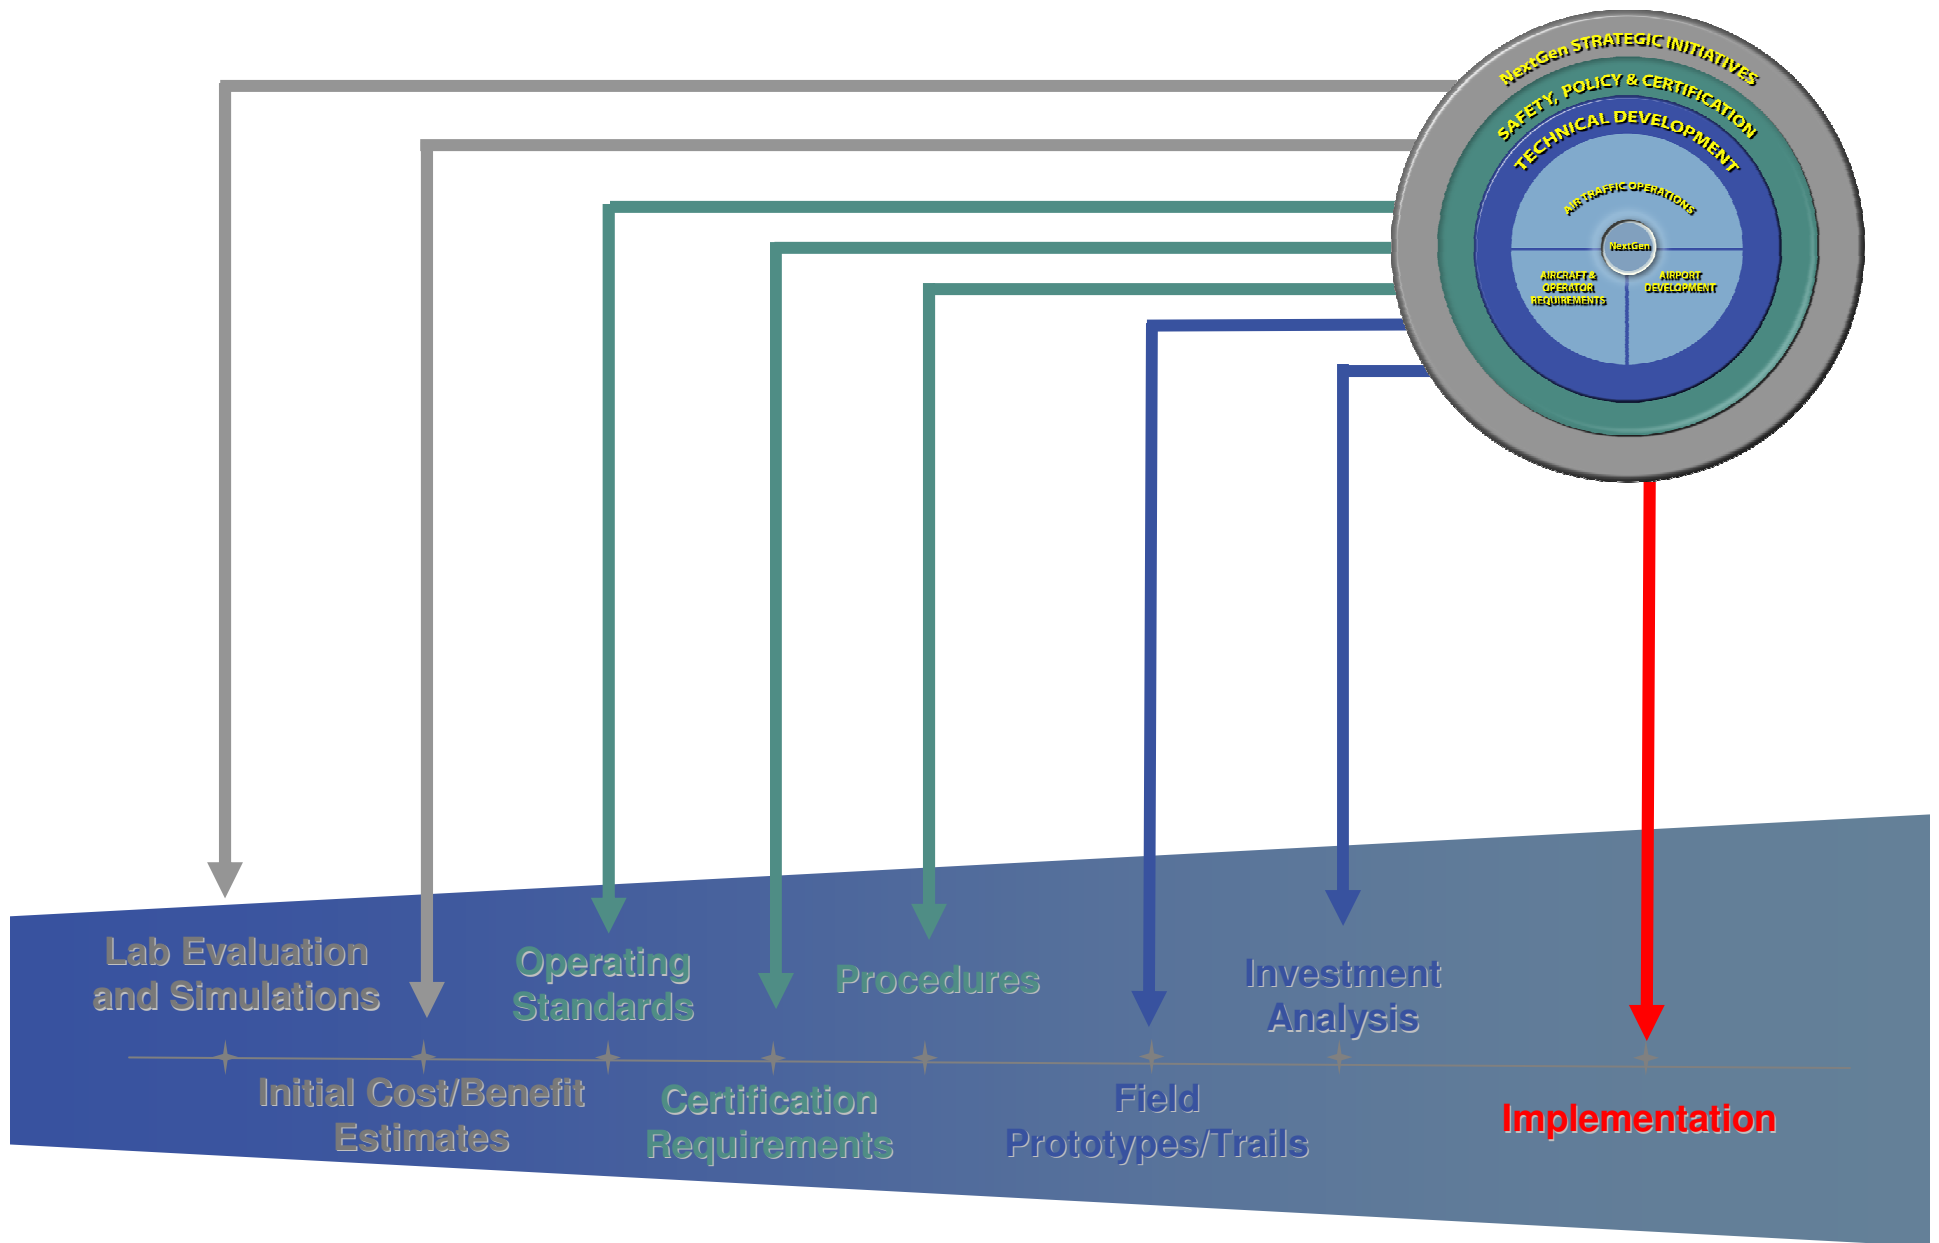 NextGen STRATEGIC INITIATIVES
SAFETY, POLICY & CERTIFICATION
TECHNICAL DEVELOPMENT
AIR TRAFFIC OPERATIONS
NextGen
AIRCRAFT &
OPERATOR
REQUIREMENTS
AIRPORT
DEVELOPMENT
Lab Evaluation
and Simulations
Operating
Standards
Procedures
Investment
Analysis
Initial Cost/Benefit
Estimates
Certification
Requirements
Field
Prototypes/Trails
Implementation